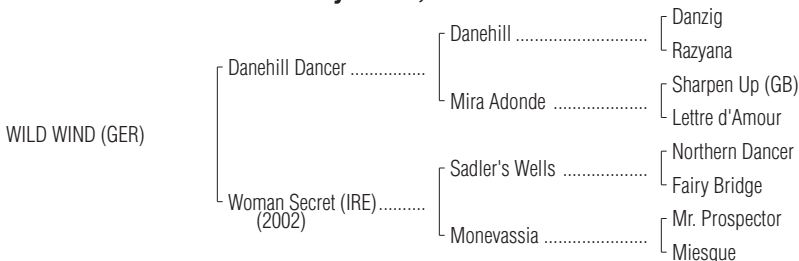 Danzig
Danehill ............................
Razyana
Danehill Dancer ................
Sharpen Up (GB)
Mira Adonde ....................
Lettre d'Amour
WILD WIND (GER)
Northern Dancer
Sadler's Wells ..................
Fairy Bridge
Woman Secret (IRE)..........
(2002)
Mr. Prospector
Monevassia ......................
Miesque